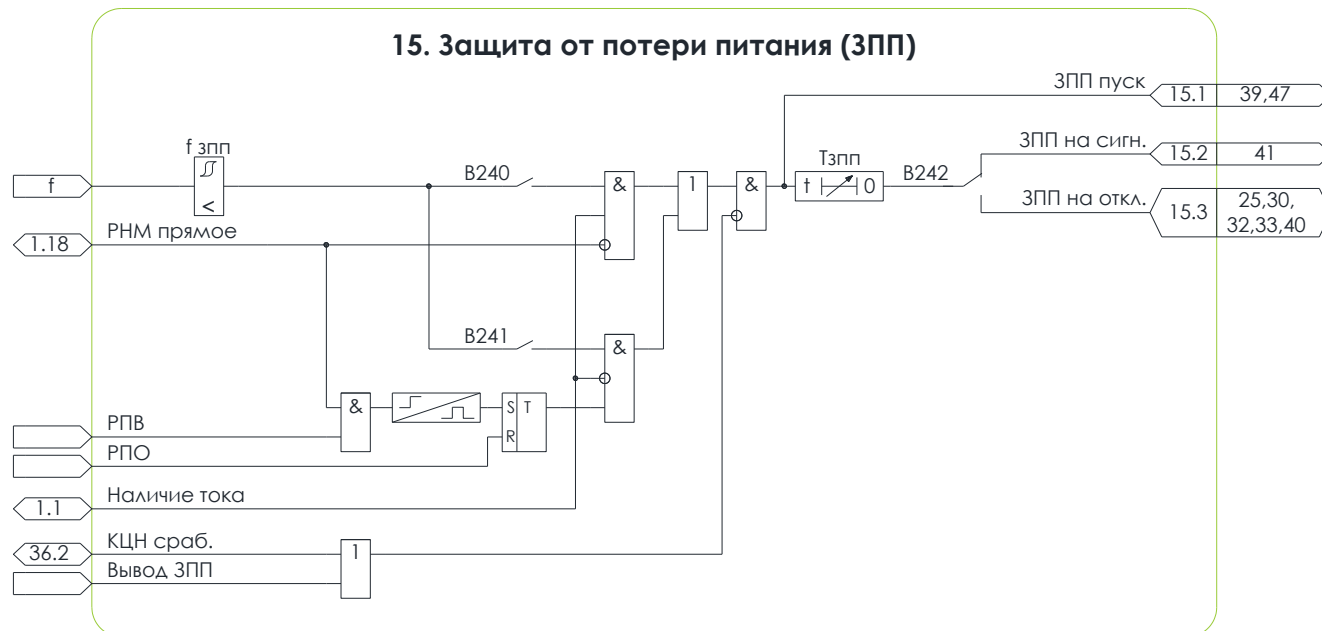 15. Защита от потери питания (ЗПП)
ЗПП пуск
15.1
39,47
f зпп
<
f
ЗПП на сигн.
15.2
41
Tзпп
t
0
B240
&
1
&
B242
ЗПП на откл.
15.3
25,30,
32,33,40
1.18
РНМ прямое
B241
&
&
S T
R
РПВ
РПО
Наличие тока
1.1
КЦН сраб.
36.2
1
Вывод ЗПП